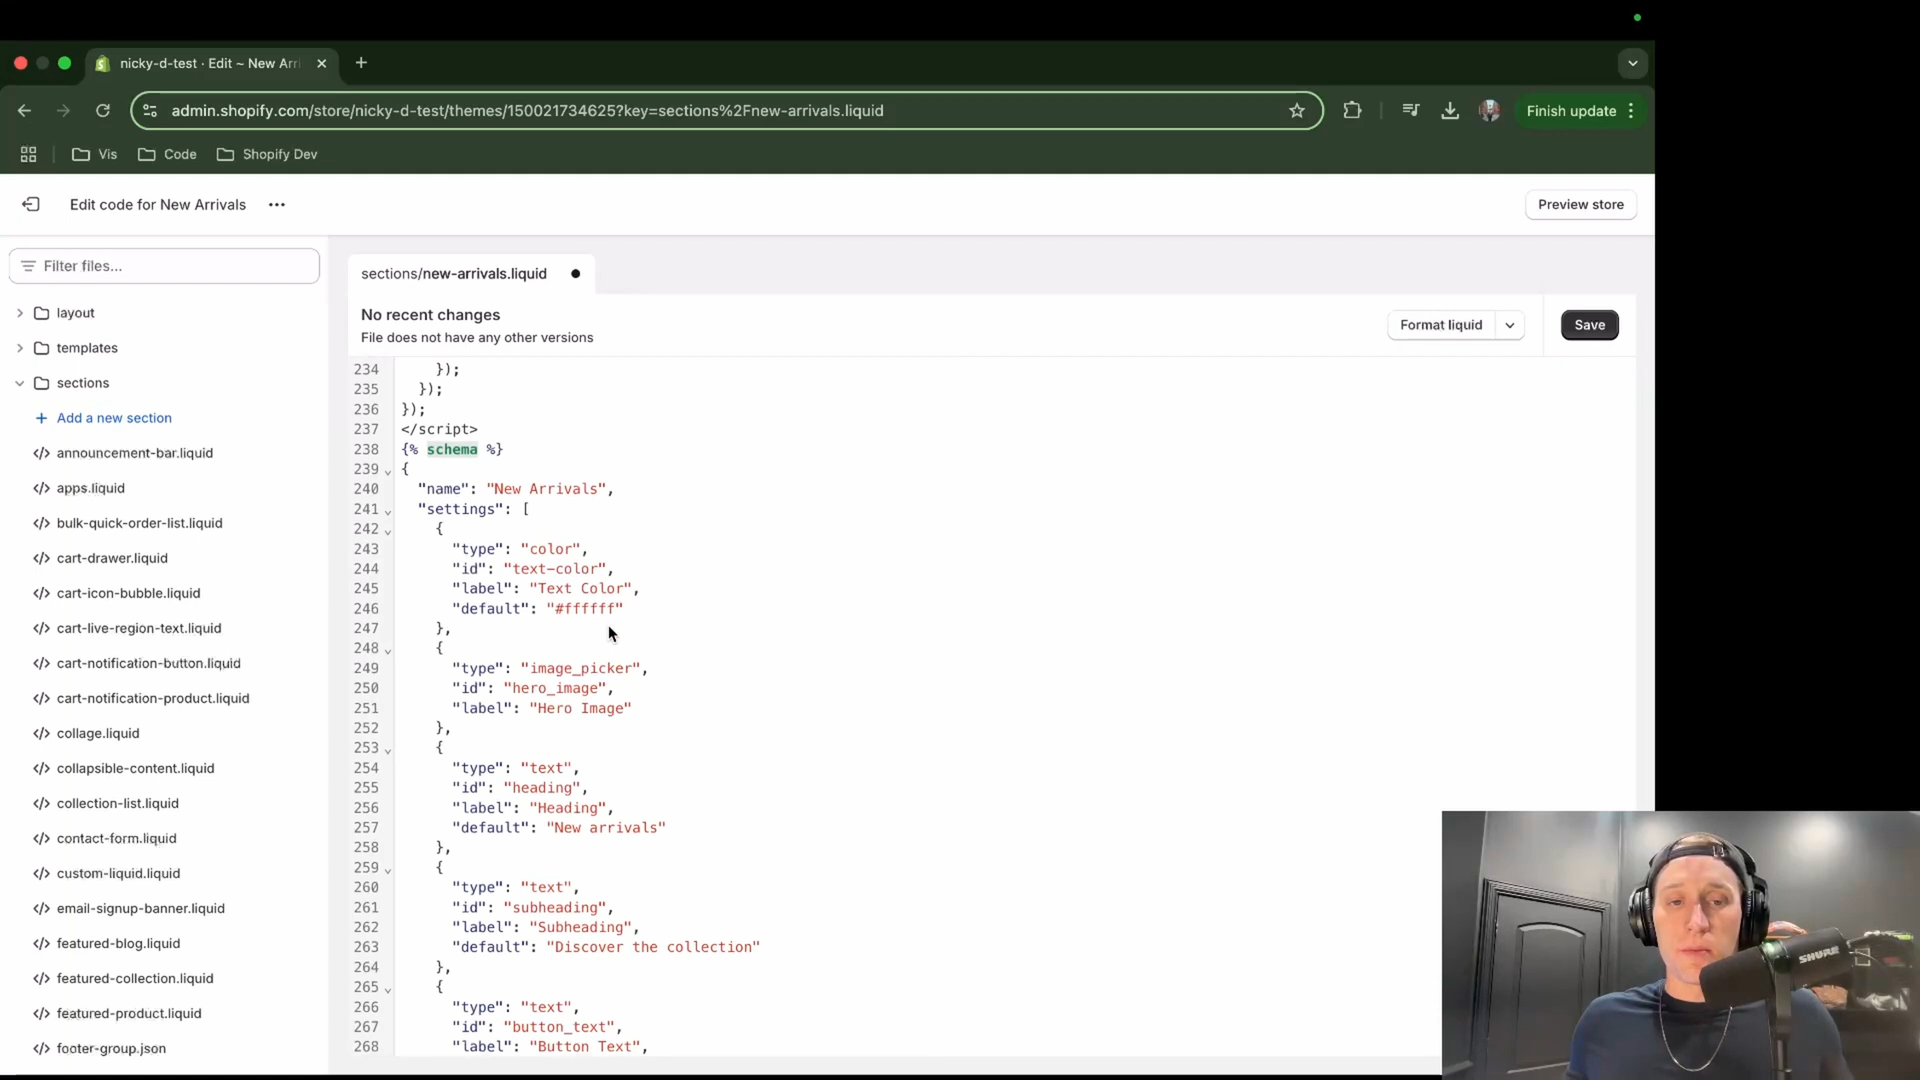 nicky-d-test · Edit ~ New Arri
admin.shopify.com/store/nicky-d-test/themes/150021734625?key=sections%2Fnew-arrivals.liquid
Finish update
Vis
Code
Shopify Dev
Edit code for New Arrivals
Preview store
Filter files...
layout
templates
sections
+ Add a new section
</> announcement-bar.liquid
</> apps.liquid
</> bulk-quick-order-list.liquid
</> cart-drawer.liquid
</> cart-icon-bubble.liquid
</> cart-live-region-text.liquid
</> cart-notification-button.liquid
</> cart-notification-product.liquid
</> collage.liquid
</> collapsible-content.liquid
</> collection-list.liquid
</> contact-form.liquid
</> custom-liquid.liquid
</> email-signup-banner.liquid
</> featured-blog.liquid
</> featured-collection.liquid
</> featured-product.liquid
</> footer-group.json
sections/new-arrivals.liquid
No recent changes
File does not have any other versions
Format liquid
Save
234 });
235 });
236 });
237 </script>
238 {% schema %}
239 {
240 "name": "New Arrivals",
241 "settings": [
242 {
243 "type": "color",
244 "id": "text-color",
245 "label": "Text Color",
246 "default": "#ffffff"
247 },
248 {
249 "type": "image_picker",
250 "id": "hero_image",
251 "label": "Hero Image"
252 },
253 {
254 "type": "text",
255 "id": "heading",
256 "label": "Heading",
257 "default": "New arrivals"
258 },
259 {
260 "type": "text",
261 "id": "subheading",
262 "label": "Subheading",
263 "default": "Discover the collection"
264 },
265 {
266 "type": "text",
267 "id": "button_text",
268 "label": "Button Text",
SHURE